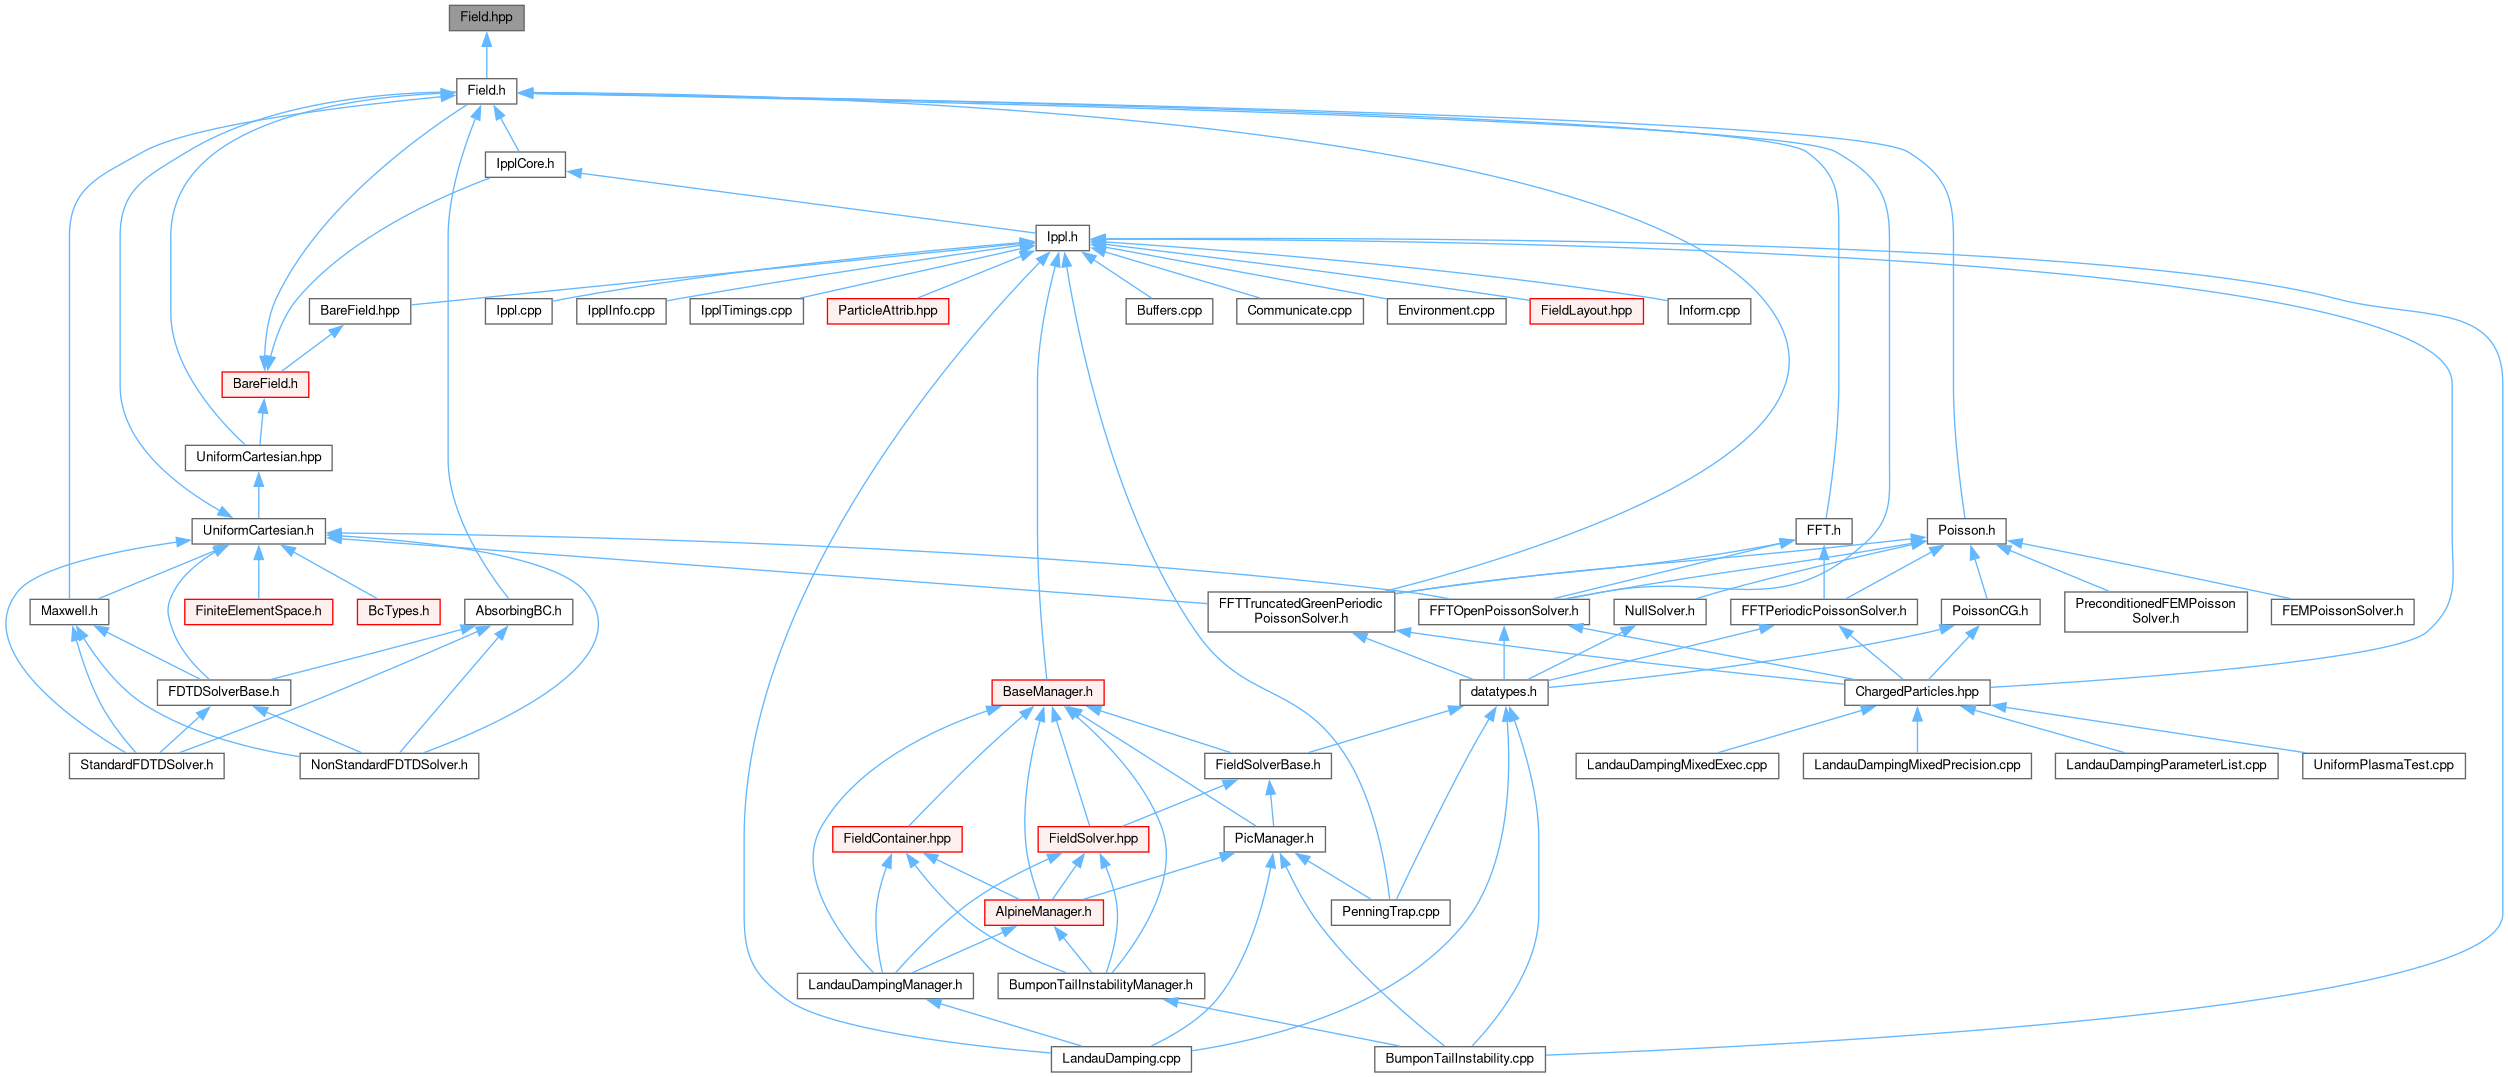 Field.hpp
Field.h
IpplCore.h
Ippl.h
BareField.hpp
Ippl.cpp
IpplInfo.cpp
IpplTimings.cpp
ParticleAttrib.hpp
Buffers.cpp
Communicate.cpp
Environment.cpp
FieldLayout.hpp
Inform.cpp
BareField.h
UniformCartesian.hpp
UniformCartesian.h
FFT.h
Poisson.h
Maxwell.h
FiniteElementSpace.h
BcTypes.h
AbsorbingBC.h
FFTTruncatedGreenPeriodic
PoissonSolver.h
FFTOpenPoissonSolver.h
NullSolver.h
FFTPeriodicPoissonSolver.h
PoissonCG.h
PreconditionedFEMPoisson
Solver.h
FEMPoissonSolver.h
FDTDSolverBase.h
BaseManager.h
datatypes.h
ChargedParticles.hpp
StandardFDTDSolver.h
NonStandardFDTDSolver.h
FieldSolverBase.h
LandauDampingMixedExec.cpp
LandauDampingMixedPrecision.cpp
LandauDampingParameterList.cpp
UniformPlasmaTest.cpp
FieldContainer.hpp
FieldSolver.hpp
PicManager.h
AlpineManager.h
PenningTrap.cpp
LandauDampingManager.h
BumponTailInstabilityManager.h
LandauDamping.cpp
BumponTailInstability.cpp